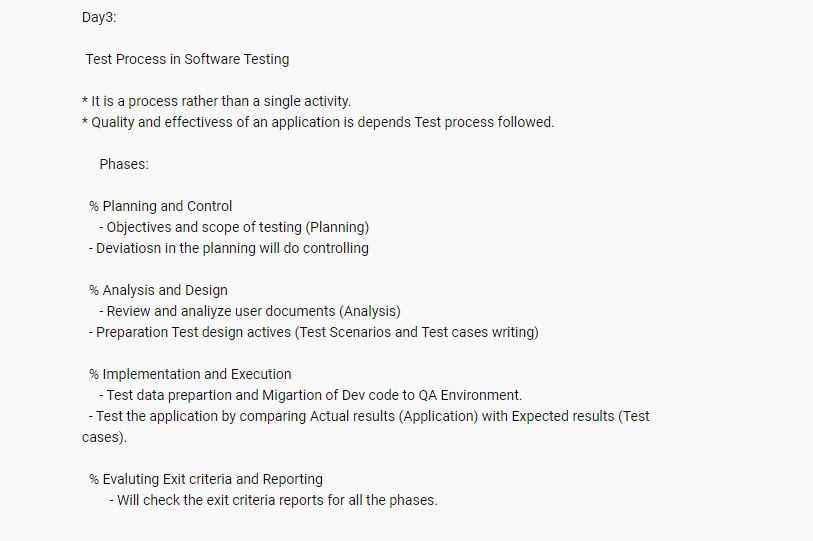 Day3:
Test Process in Software Testing
* It is a process rather than a single activity.
* Quality and effectivess of an application is depends Test process followed.
Phases:
% Planning and Control
- Objectives and scope of testing (Planning)
- Deviatiosn in the planning will do controlling
% Analysis and Design
- Review and analiyze user documents (Analysis)
- Preparation Test design actives (Test Scenarios and Test cases writing)
% Implementation and Execution
- Test data prepartion and Migartion of Dev code to QA Environment.
- Test the application by comparing Actual results (Application) with Expected results (Test
cases).
% Evaluting Exit criteria and Reporting
- Will check the exit criteria reports for all the phases.